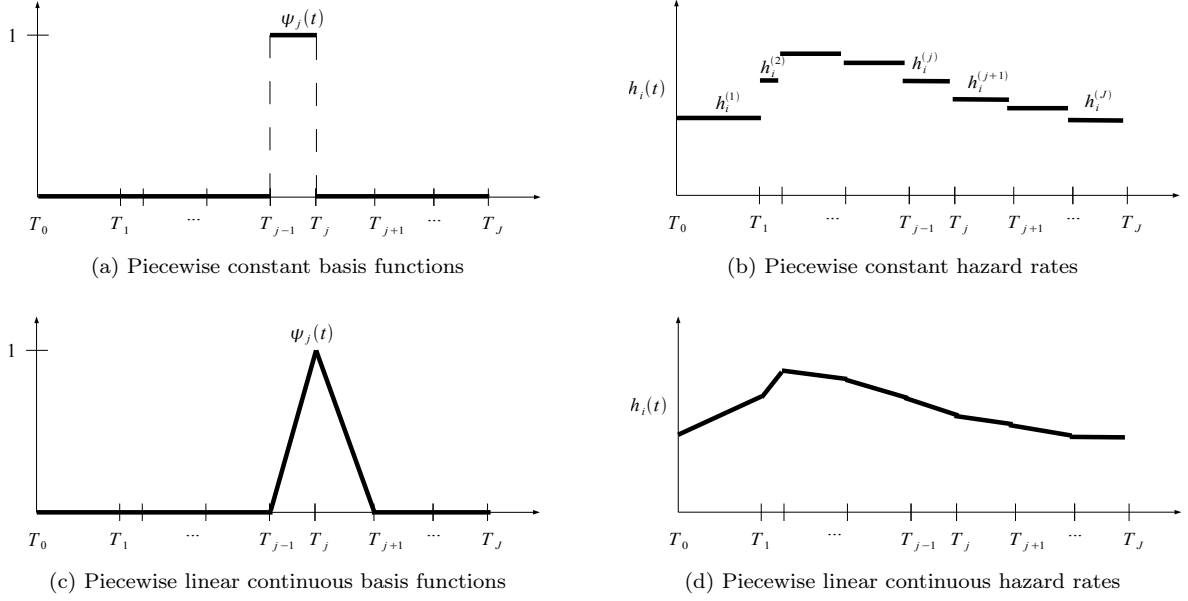 ψ_j(t)
1
T_0 T_1 ... T_{j−1} T_j T_{j+1} ... T_J
(a) Piecewise constant basis functions
h_i(t)
h_i^{(1)} h_i^{(2)} h_i^{(j)} h_i^{(j+1)} h_i^{(J)}
T_0 T_1 ... T_{j−1} T_j T_{j+1} ... T_J
(b) Piecewise constant hazard rates
ψ_j(t)
1
T_0 T_1 ... T_{j−1} T_j T_{j+1} ... T_J
(c) Piecewise linear continuous basis functions
h_i(t)
T_0 T_1 ... T_{j−1} T_j T_{j+1} ... T_J
(d) Piecewise linear continuous hazard rates